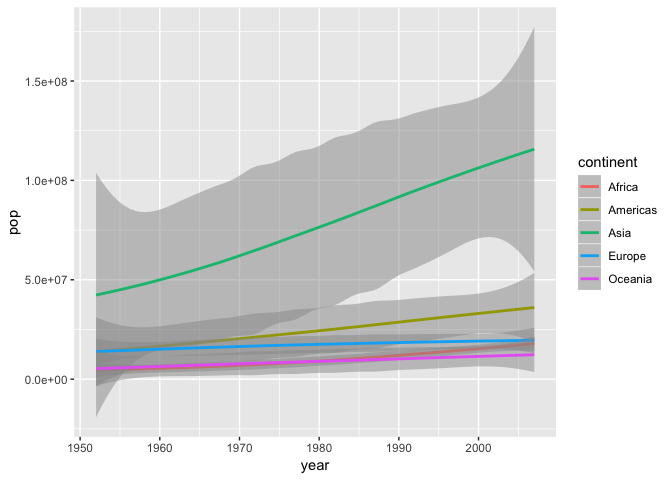 pop
1.5e+08
1.0e+08
5.0e+07
0.0e+00
1950 1960 1970 1980 1990 2000
year
continent
Africa
Americas
Asia
Europe
Oceania